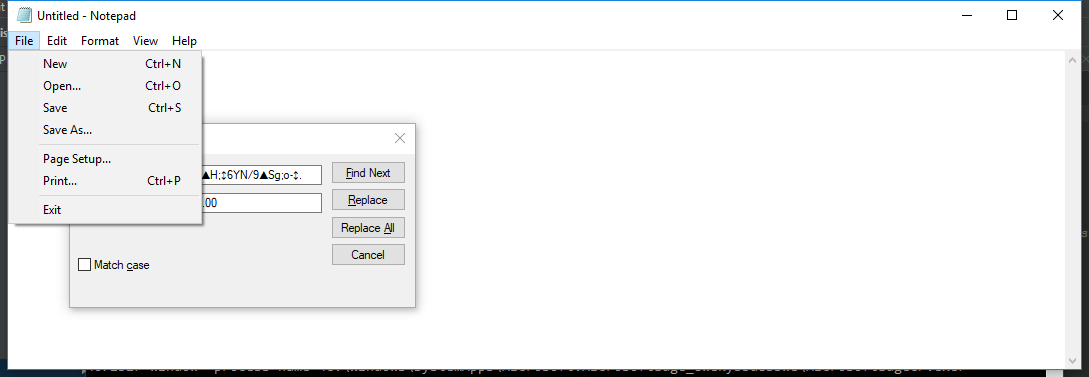 Untitled - Notepad
File Edit Format View Help
New Ctrl+N
Open... Ctrl+O
Save Ctrl+S
Save As...
Page Setup...
Print... Ctrl+P
Exit
▲H;‡6YN/9▲Sg;o-‡.
.00
Find Next
Replace
Replace All
Cancel
Match case